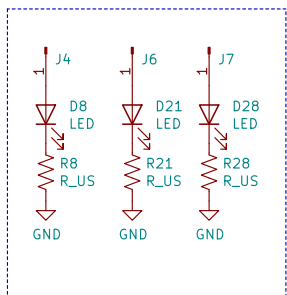 J4 J6 J7
1 1 1
D8 D21 D28
LED LED LED
R8 R21 R28
R_US R_US R_US
GND GND GND